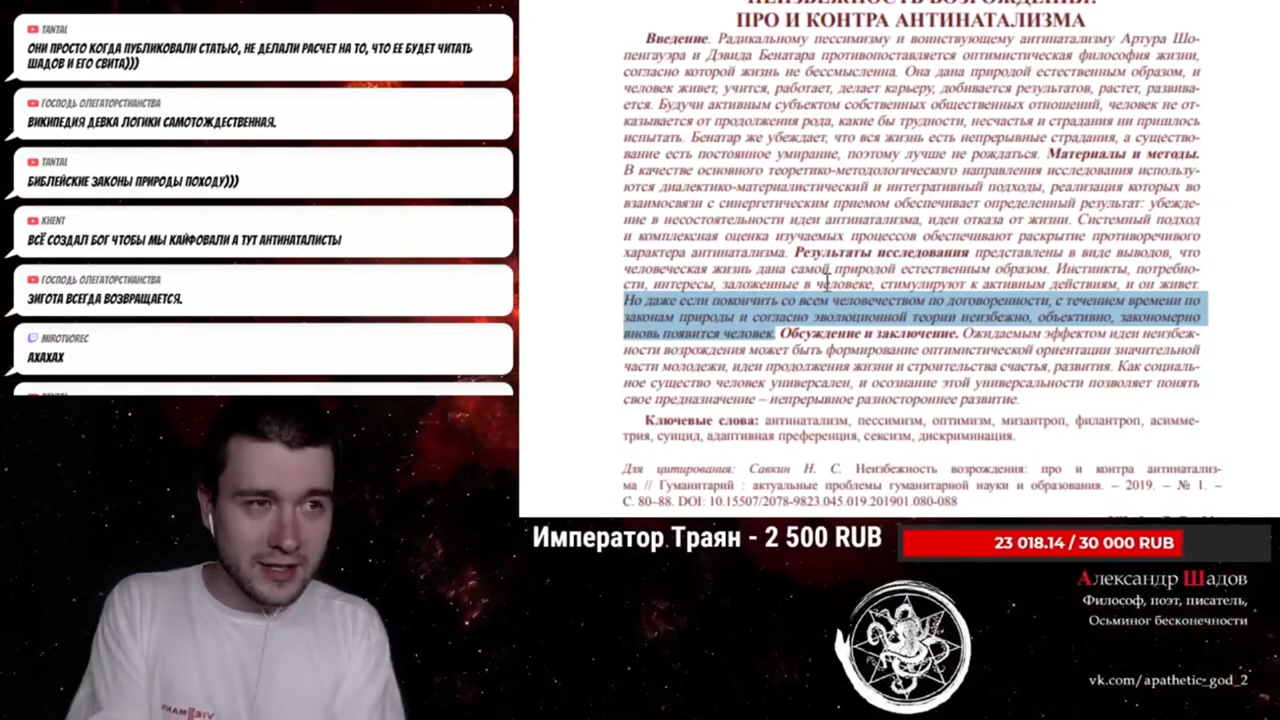 TANTAL
ОНИ ПРОСТО КОГДА ПУБЛИКОВАЛИ СТАТЬЮ, НЕ ДЕЛАЛИ РАСЧЕТ НА ТО, ЧТО ЕЕ БУДЕТ ЧИТАТЬ
ШАДОВ И ЕГО СВИТА)))
ГОСПОДЬ ОЛЕГАТОРСТИАНСТВА
ВИКИПЕДИЯ ДЕВКА ЛОГИКИ САМОТОЖДЕСТВЕННАЯ.
TANTAL
БИБЛЕЙСКИЕ ЗАКОНЫ ПРИРОДЫ ПОХОДУ)))
KHENT
ВСЁ СОЗДАЛ БОГ ЧТОБЫ МЫ КАЙФОВАЛИ А ТУТ АНТИНАТАЛИСТЫ
ГОСПОДЬ ОЛЕГАТОРСТИАНСТВА
ЗИГОТА ВСЕГДА ВОЗВРАЩАЕТСЯ.
MIROTVOREC
АХАХАХ
НЕИЗБЕЖНОСТЬ ВОЗРОЖДЕНИЯ:
ПРО И КОНТРА АНТИНАТАЛИЗМА
Введение. Радикальному пессимизму и воинствующему антинатализму Артура Шо-
пенгауэра и Дэвида Бенатара противопоставляется оптимистическая философия жизни,
согласно которой жизнь не бессмысленна. Она дана природой естественным образом, и
человек живет, учится, работает, делает карьеру, добивается результатов, растет, развива-
ется. Будучи активным субъектом собственных общественных отношений, человек не от-
казывается от продолжения рода, какие бы трудности, несчастья и страдания ни пришлось
испытать. Бенатар же убеждает, что вся жизнь есть непрерывные страдания, а существо-
вание есть постоянное умирание, поэтому лучше не рождаться. Материалы и методы.
В качестве основного теоретико-методологического направления исследования использу-
ются диалектико-материалистический и интегративный подходы, реализация которых во
взаимосвязи с синергетическим приемом обеспечивает определенный результат: убежде-
ние в несостоятельности идеи антинатализма, идеи отказа от жизни. Системный подход
и комплексная оценка изучаемых процессов обеспечивают раскрытие противоречивого
характера антинатализма. Результаты исследования представлены в виде выводов, что
человеческая жизнь дана самой природой естественным образом. Инстинкты, потребно-
сти, интересы, заложенные в человеке, стимулируют к активным действиям, и он живет.
Но даже если покончить со всем человечеством по договоренности, с течением времени по
законам природы и согласно эволюционной теории неизбежно, объективно, закономерно
вновь появится человек. Обсуждение и заключение. Ожидаемым эффектом идеи неизбеж-
ности возрождения может быть формирование оптимистической ориентации значительной
части молодежи, идеи продолжения жизни и строительства счастья, развития. Как социаль-
ное существо человек универсален, и осознание этой универсальности позволяет понять
свое предназначение – непрерывное разностороннее развитие.
Ключевые слова: антинатализм, пессимизм, оптимизм, мизантроп, филантроп, асимме-
трия, суицид, адаптивная преференция, сексизм, дискриминация.
Для цитирования: Савкин Н. С. Неизбежность возрождения: про и контра антинатализ-
ма // Гуманитарий : актуальные проблемы гуманитарной науки и образования. – 2019. – № 1. –
С. 80–88. DOI: 10.15507/2078-9823.045.019.201901.080-088
Император Траян - 2 500 RUB
23 018.14 / 30 000 RUB
Александр Шадов
Философ, поэт, писатель,
Осьминог бесконечности
vk.com/apathetic_god_2